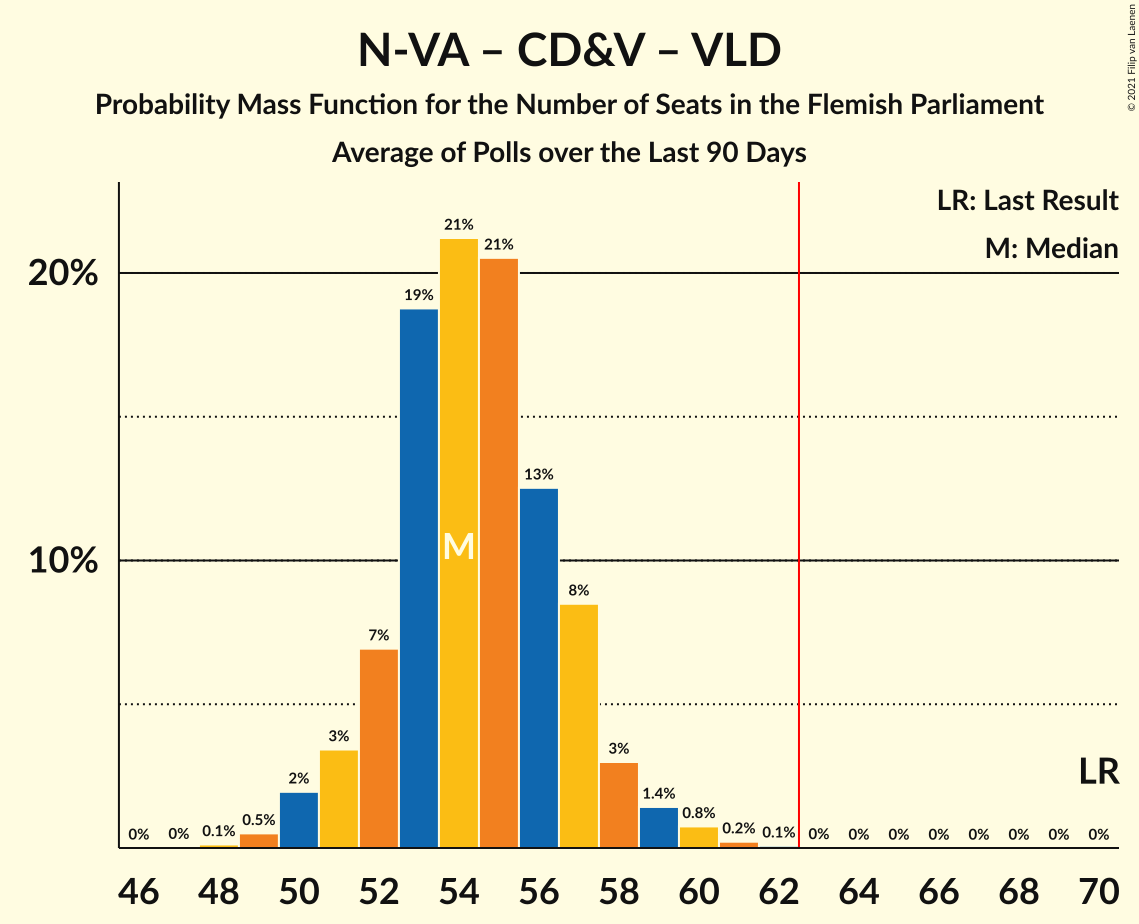 N-VA – CD&V – VLD
Probability Mass Function for the Number of Seats in the Flemish Parliament
Average of Polls over the Last 90 Days
© 2021 Filip van Laenen
LR: Last Result
M: Median
20%
10%
0% 0% 0.1% 0.5% 2% 3% 7% 19% 21% 21% 13% 8% 3% 1.4% 0.8% 0.2% 0.1% 0% 0% 0% 0% 0% 0% 0% 0%
M
LR
46 48 50 52 54 56 58 60 62 64 66 68 70